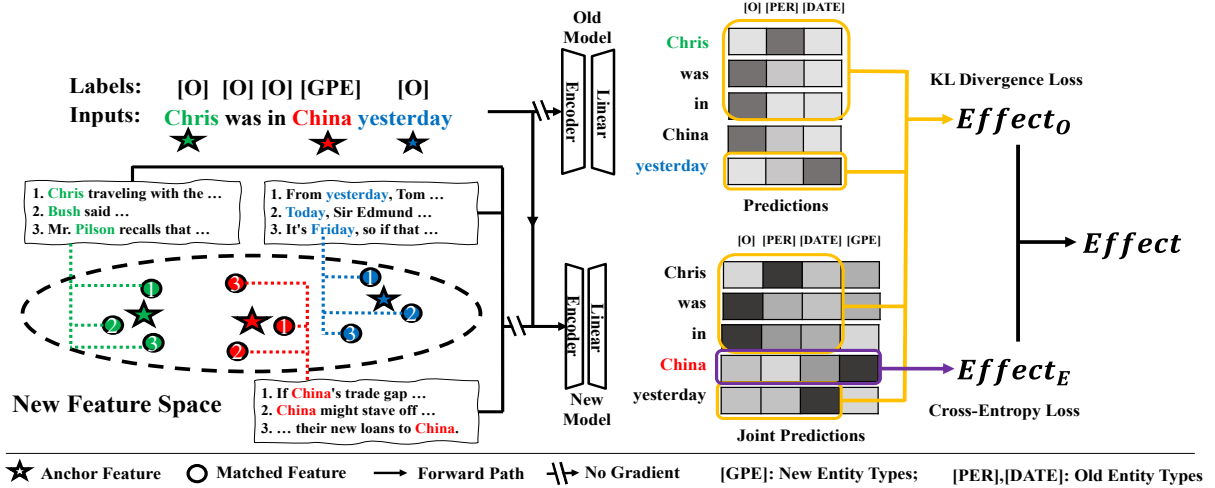 Labels: [O] [O] [O] [GPE] [O]
Inputs: Chris was in China yesterday
1. Chris traveling with the …
2. Bush said …
3. Mr. Pilson recalls that …
1. From yesterday, Tom …
2. Today, Sir Edmund …
3. It's Friday, so if that …
1
2
3
3
1
2
1
2
3
New Feature Space
1. If China's trade gap …
2. China might stave off …
3. … their new loans to China.
Old Model
Encoder
Linear
Encoder
Linear
New Model
[O] [PER] [DATE]
Chris
was
in
China
yesterday
Predictions
[O] [PER] [DATE] [GPE]
Chris
was
in
China
yesterday
Joint Predictions
KL Divergence Loss
Effect_O
Effect
Effect_E
Cross-Entropy Loss
Anchor Feature Matched Feature Forward Path No Gradient [GPE]: New Entity Types; [PER],[DATE]: Old Entity Types